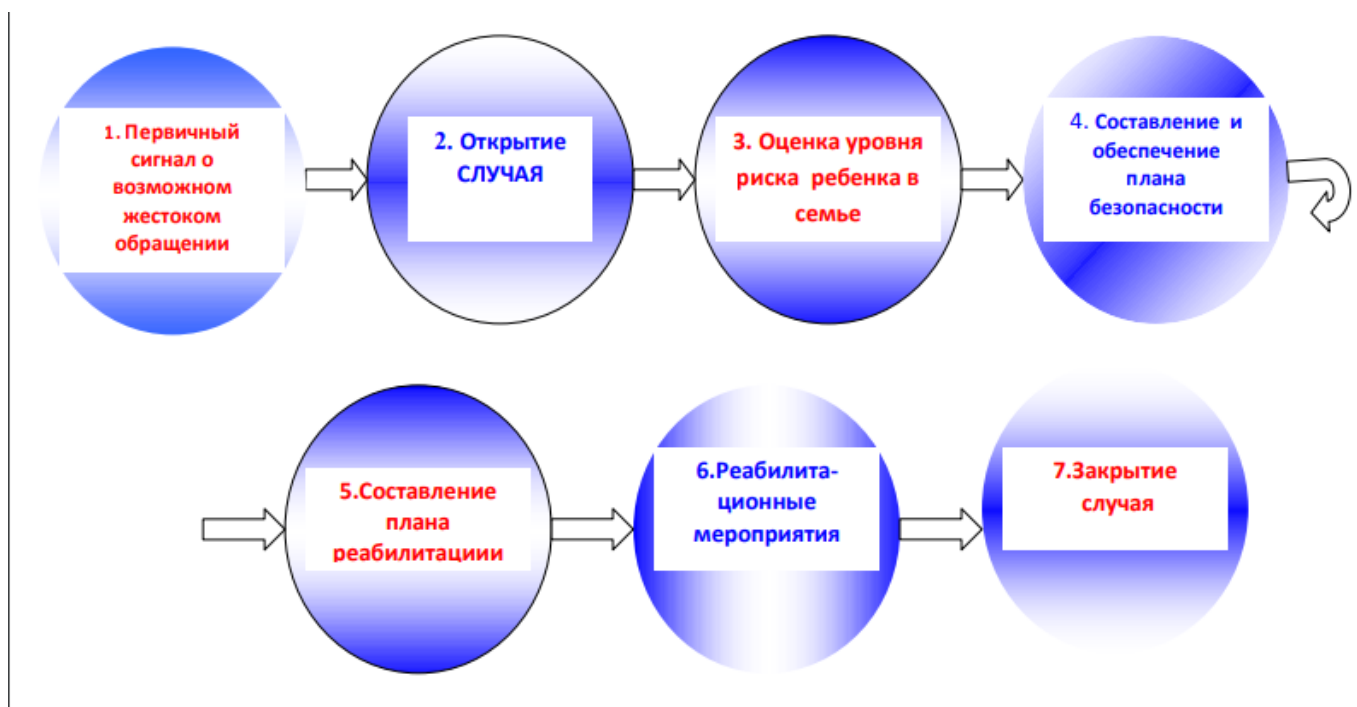 1. Первичный
сигнал о
возможном
жестоком
обращении
2. Открытие
СЛУЧАЯ
3. Оценка уровня
риска ребенка в
семье
4. Составление и
обеспечение
плана
безопасности
5.Составление
плана
реабилитациии
6.Реабилита-
ционные
мероприятия
7.Закрытие
случая